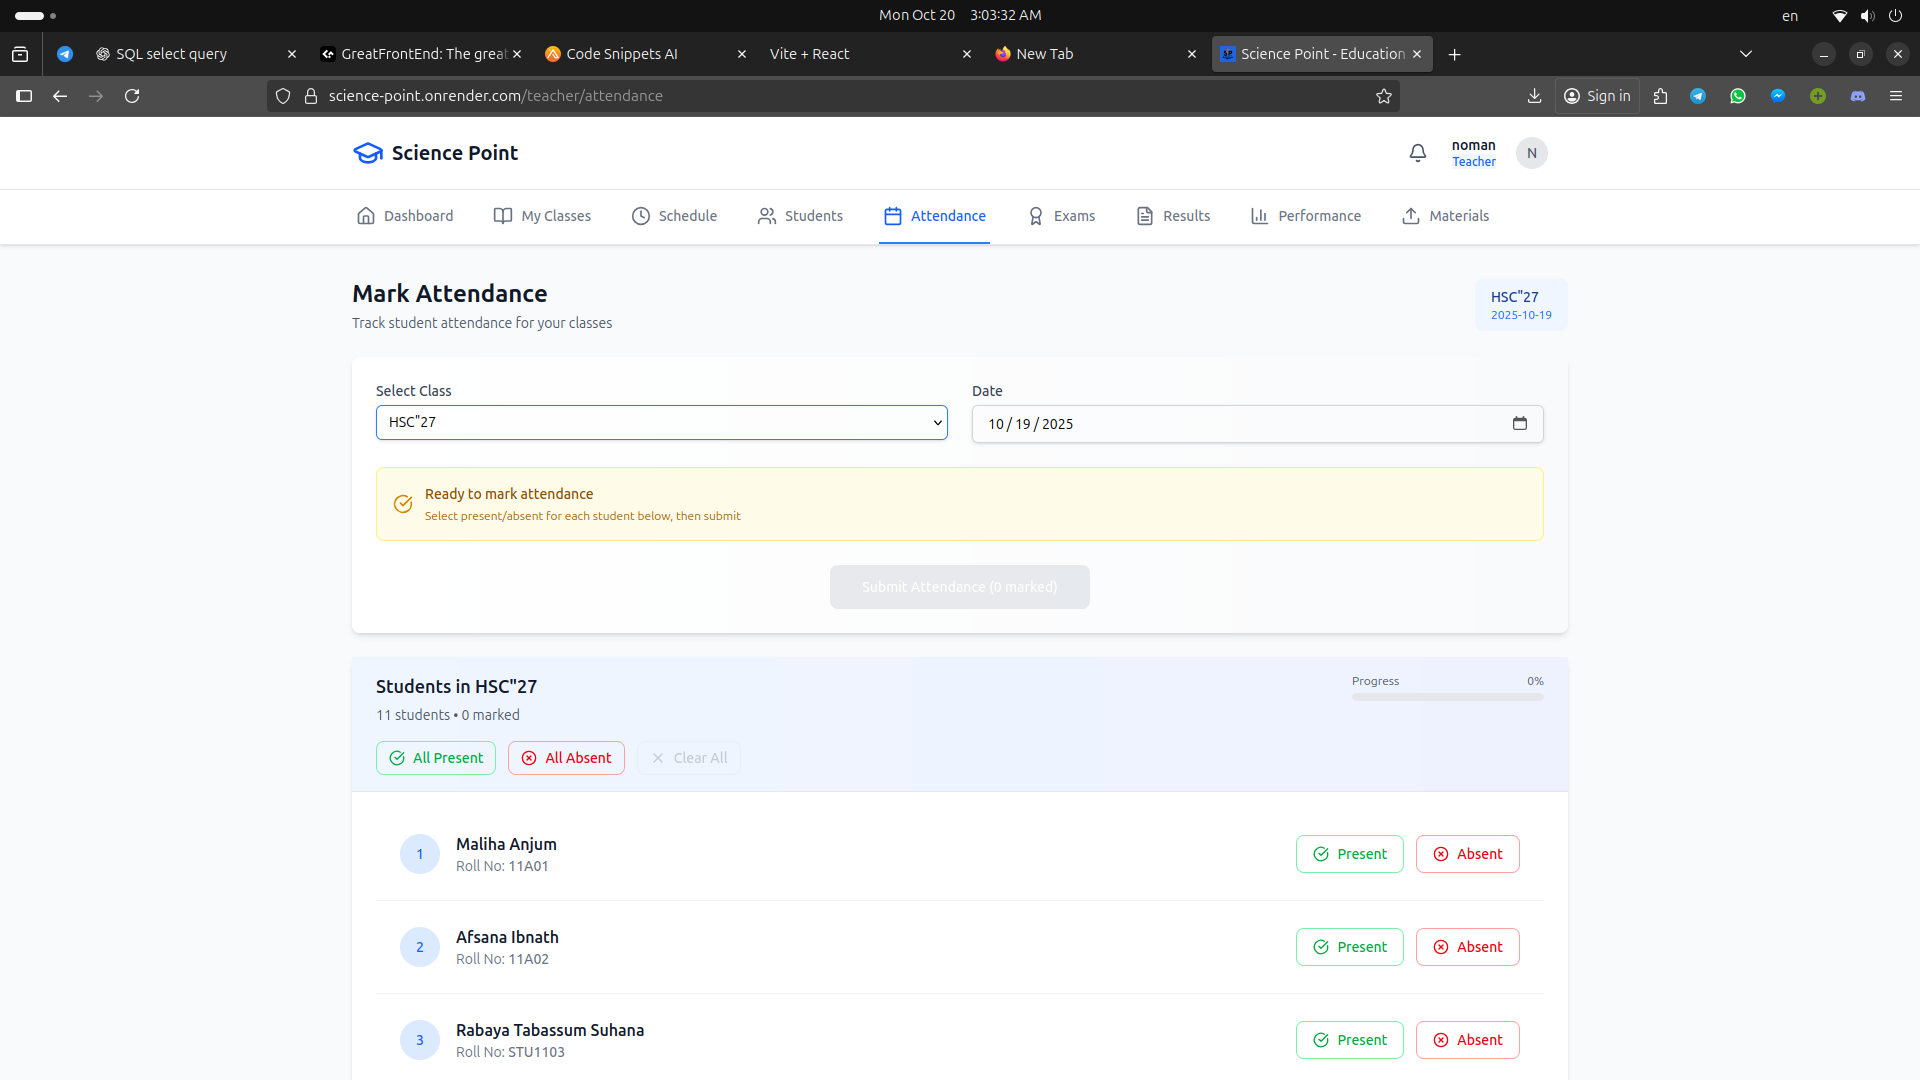 Mon Oct 20 3:03:32 AM
en
SQL select query
GreatFrontEnd: The great
Code Snippets AI
Vite + React
New Tab
Science Point - Education
science-point.onrender.com/teacher/attendance
Sign in
Science Point
noman
Teacher
N
Dashboard
My Classes
Schedule
Students
Attendance
Exams
Results
Performance
Materials
Mark Attendance
Track student attendance for your classes
HSC"27
2025-10-19
Select Class
Date
HSC"27
10 / 19 / 2025
Ready to mark attendance
Select present/absent for each student below, then submit
Submit Attendance (0 marked)
Students in HSC"27
11 students • 0 marked
Progress 0%
All Present
All Absent
Clear All
1
Maliha Anjum
Roll No: 11A01
Present
Absent
2
Afsana Ibnath
Roll No: 11A02
Present
Absent
3
Rabaya Tabassum Suhana
Roll No: STU1103
Present
Absent